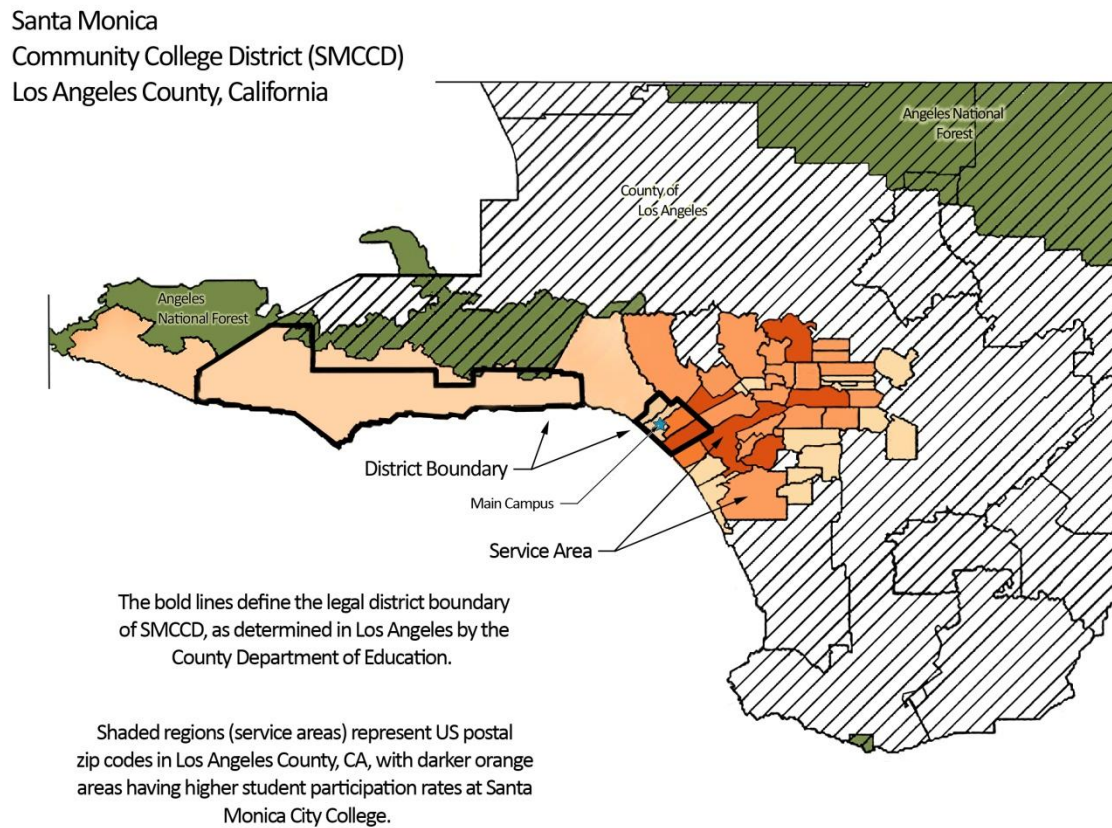 Santa Monica
Community College District (SMCCD)
Los Angeles County, California
Angeles National
Forest
County of
Los Angeles
Angeles
National Forest
District Boundary
Main Campus
Service Area
The bold lines define the legal district boundary
of SMCCD, as determined in Los Angeles by the
County Department of Education.
Shaded regions (service areas) represent US postal
zip codes in Los Angeles County, CA, with darker orange
areas having higher student participation rates at Santa
Monica City College.